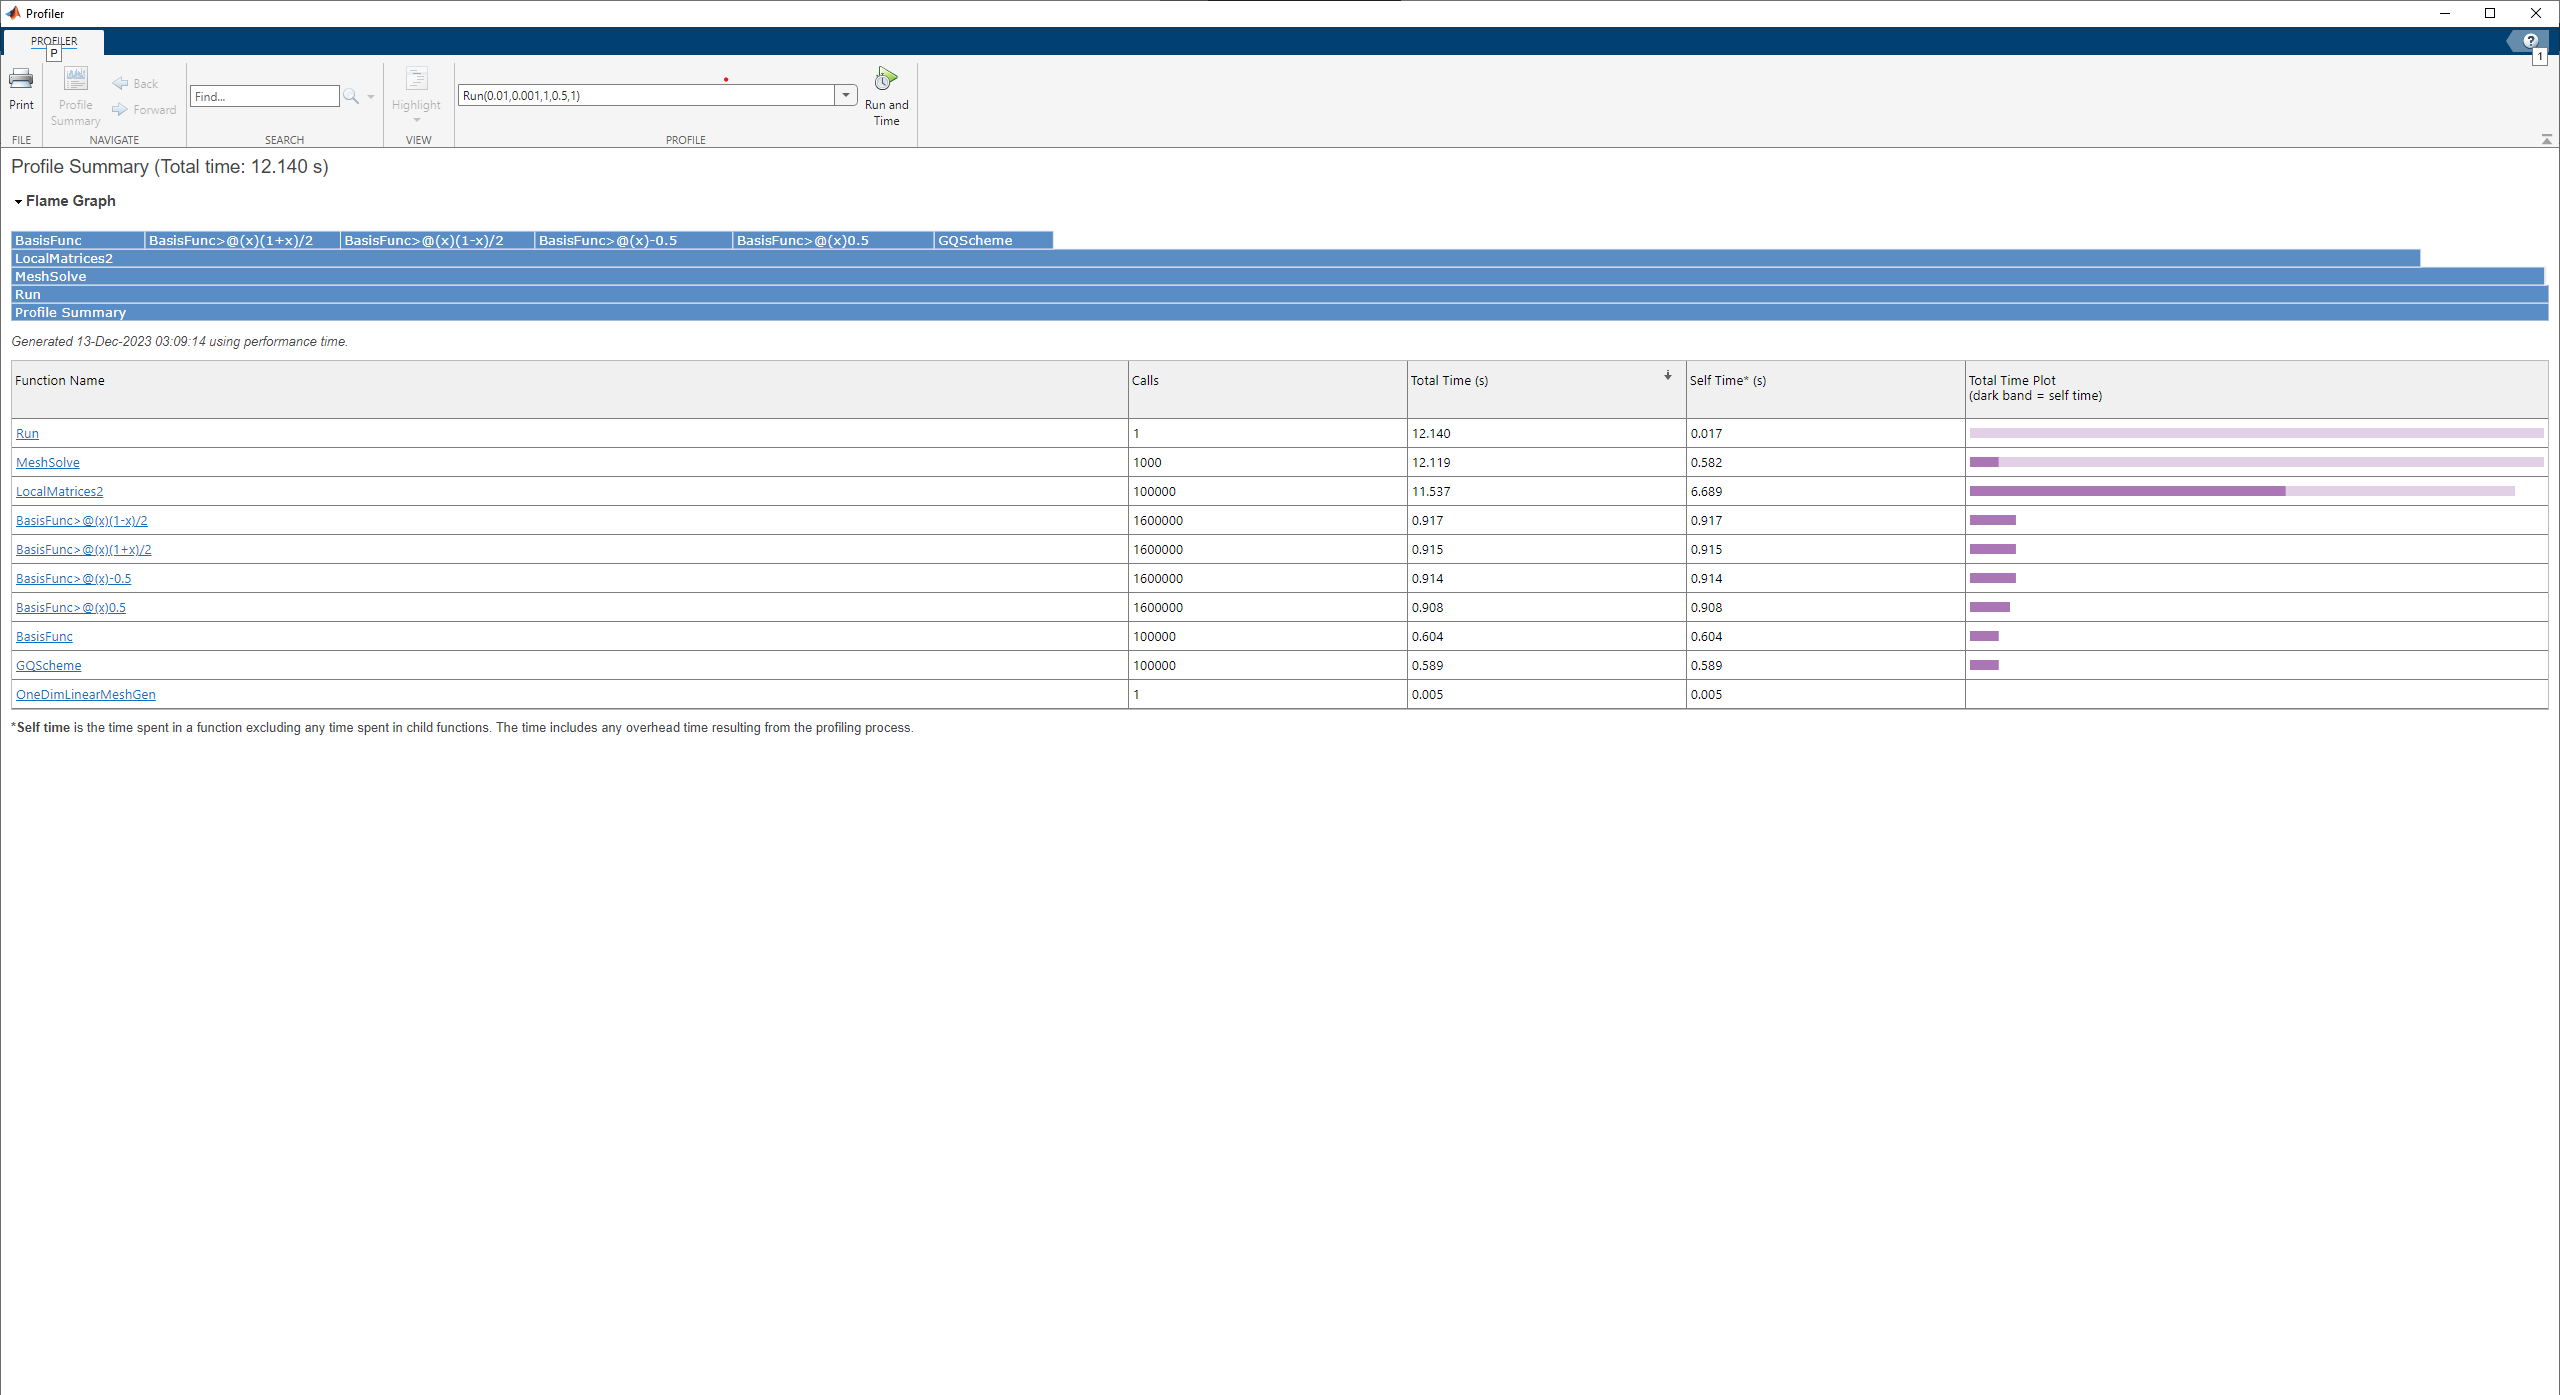 Profiler
PROFILER
P
?
1
Print
Profile
Summary
Back
Forward
Find...
Highlight
Run(0.01,0.001,1,0.5,1)
Run and
Time
FILE NAVIGATE SEARCH VIEW PROFILE
Profile Summary (Total time: 12.140 s)
Flame Graph
BasisFunc BasisFunc>@(x)(1+x)/2 BasisFunc>@(x)(1-x)/2 BasisFunc>@(x)-0.5 BasisFunc>@(x)0.5 GQScheme
LocalMatrices2
MeshSolve
Run
Profile Summary
Generated 13-Dec-2023 03:09:14 using performance time.
Function Name Calls Total Time (s) Self Time* (s) Total Time Plot
(dark band = self time)
Run 1 12.140 0.017
MeshSolve 1000 12.119 0.582
LocalMatrices2 100000 11.537 6.689
BasisFunc>@(x)(1-x)/2 1600000 0.917 0.917
BasisFunc>@(x)(1+x)/2 1600000 0.915 0.915
BasisFunc>@(x)-0.5 1600000 0.914 0.914
BasisFunc>@(x)0.5 1600000 0.908 0.908
BasisFunc 100000 0.604 0.604
GQScheme 100000 0.589 0.589
OneDimLinearMeshGen 1 0.005 0.005
*Self time is the time spent in a function excluding any time spent in child functions. The time includes any overhead time resulting from the profiling process.